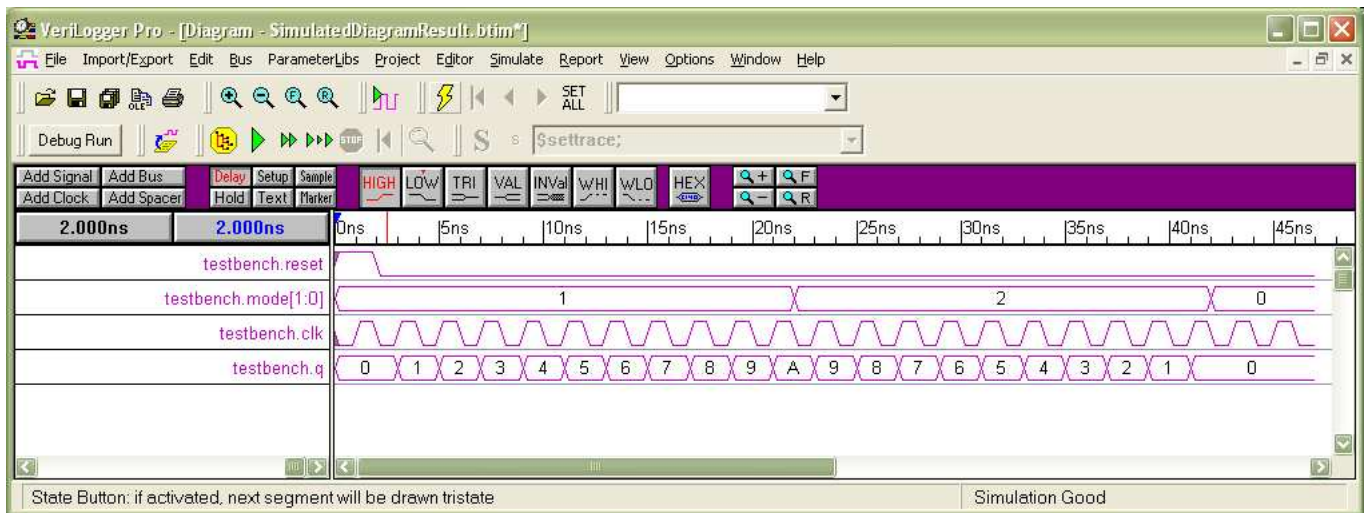 VeriLogger Pro - [Diagram - SimulatedDiagramResult.btim*]
File Import/Export Edit Bus ParameterLibs Project Editor Simulate Report View Options Window Help
OLE SET ALL
Debug Run STOP S s $settrace;
Add Signal Add Bus Delay Setup Sample HIGH LOW TRI VAL INVal WHI WLO HEX + F
Add Clock Add Spacer Hold Text Marker - R
2.000ns 2.000ns 0ns 5ns 10ns 15ns 20ns 25ns 30ns 35ns 40ns 45ns
testbench.reset
testbench.mode[1:0] 1 2 0
testbench.clk
testbench.q 0 1 2 3 4 5 6 7 8 9 A 9 8 7 6 5 4 3 2 1 0
State Button: if activated, next segment will be drawn tristate Simulation Good